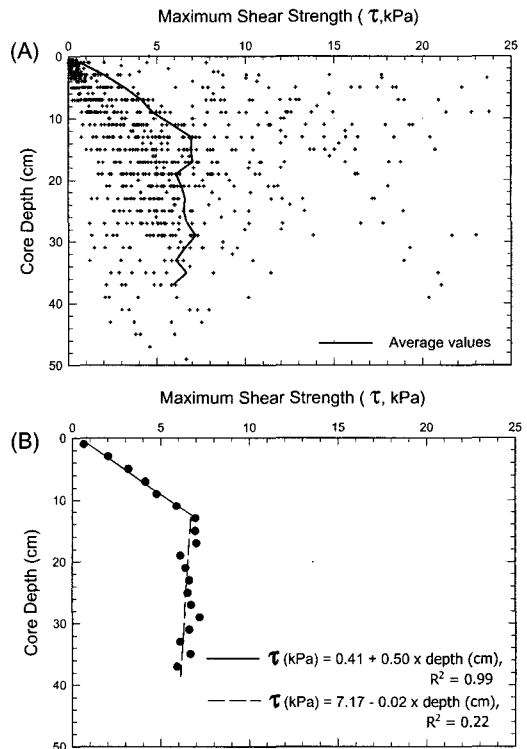 Maximum Shear Strength ( τ,kPa)
(A)
0 5 10 15 20 25
0
10
20
30
40
50
Core Depth (cm)
Average values
Maximum Shear Strength ( τ, kPa)
(B)
0 5 10 15 20 25
0
10
20
30
40
50
Core Depth (cm)
τ (kPa) = 0.41 + 0.50 x depth (cm),
R² = 0.99
τ (kPa) = 7.17 - 0.02 x depth (cm),
R² = 0.22